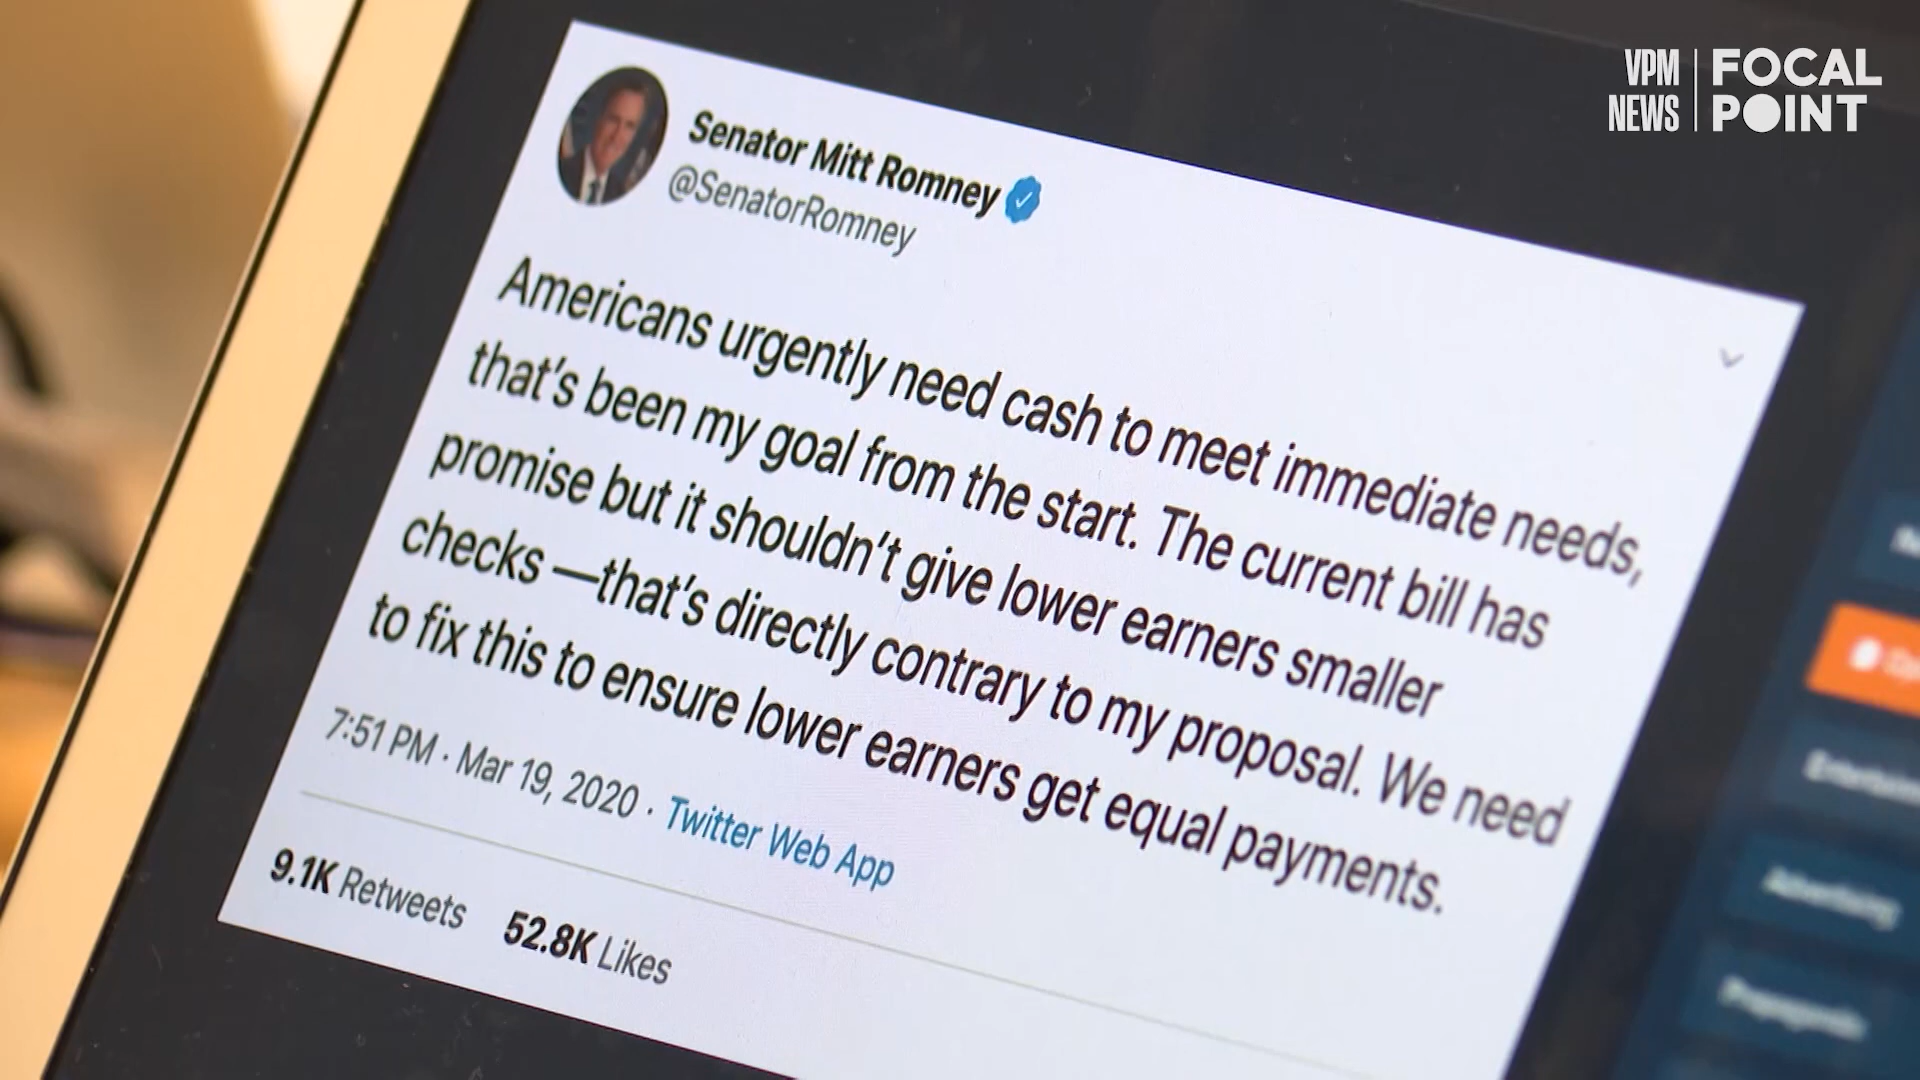 VPM NEWS
FOCAL POINT
Senator Mitt Romney
@SenatorRomney
Americans urgently need cash to meet immediate needs,
that's been my goal from the start. The current bill has
promise but it shouldn't give lower earners smaller
checks —that's directly contrary to my proposal. We need
to fix this to ensure lower earners get equal payments.
7:51 PM · Mar 19, 2020 · Twitter Web App
9.1K Retweets 52.8K Likes
Advertising
Propaganda